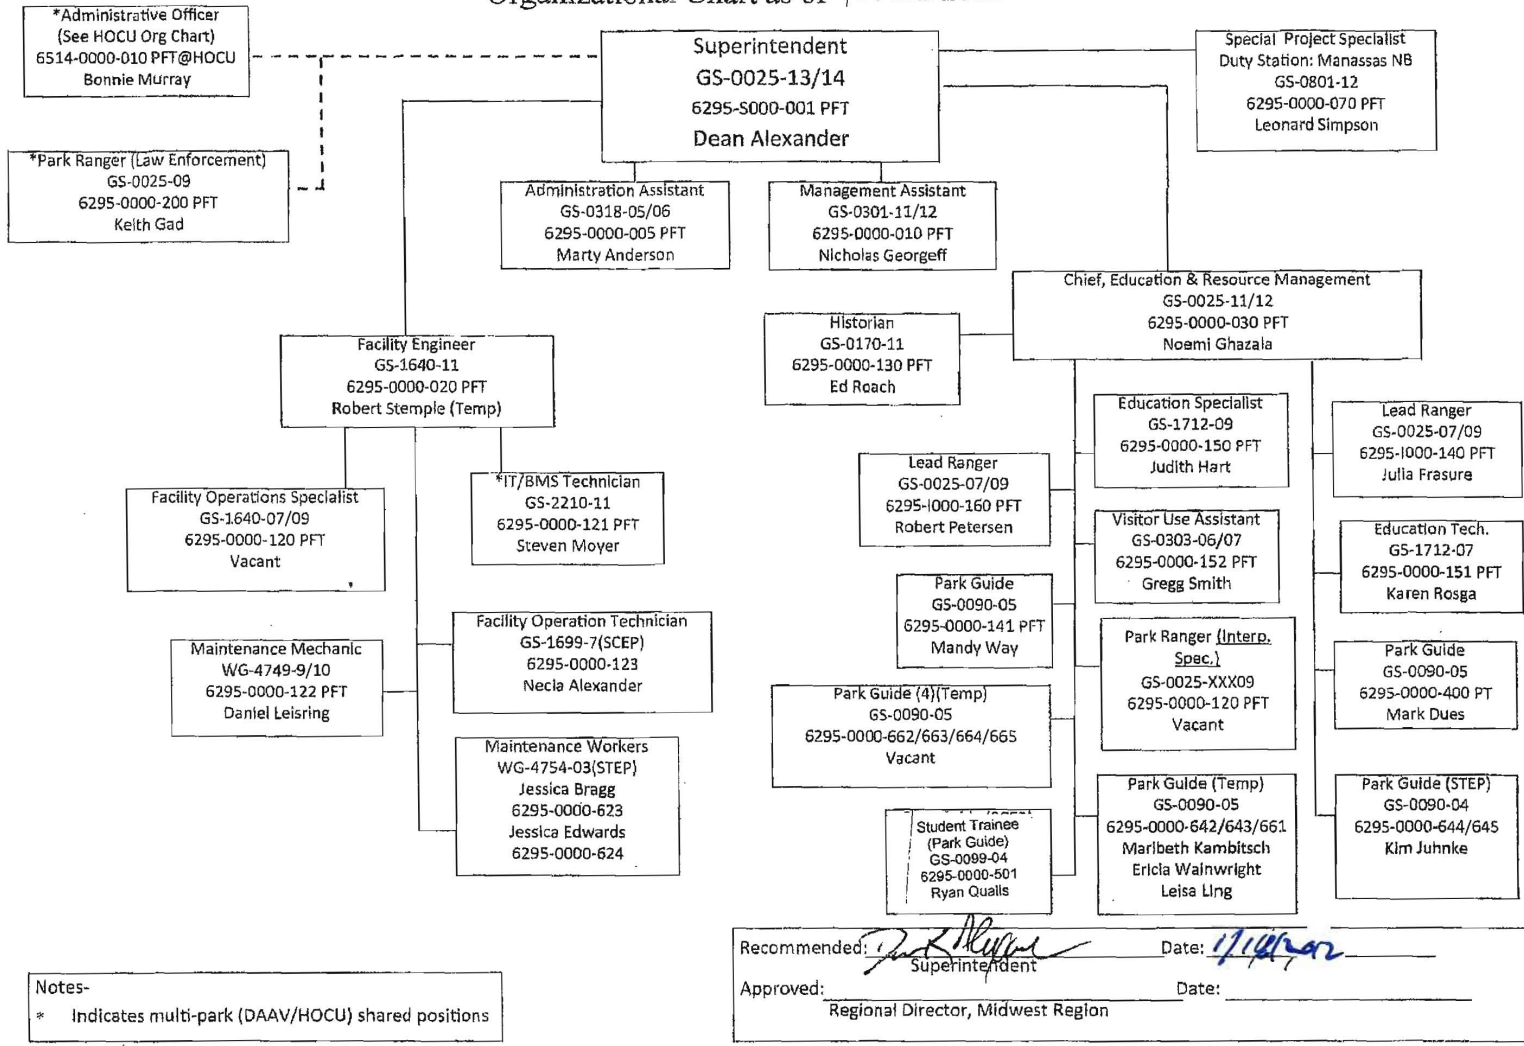 Organizational Chart as of
*Administrative Officer
(See HOCU Org Chart)
6514-0000-010 PFT@HOCU
Bonnie Murray
Superintendent
GS-0025-13/14
6295-S000-001 PFT
Dean Alexander
Special Project Specialist
Duty Station: Manassas NB
GS-0801-12
6295-0000-070 PFT
Leonard Simpson
*Park Ranger (Law Enforcement)
GS-0025-09
6295-0000-200 PFT
Keith Gad
Administration Assistant
GS-0318-05/06
6295-0000-005 PFT
Marty Anderson
Management Assistant
GS-0301-11/12
6295-0000-010 PFT
Nicholas Georgeff
Chief, Education & Resource Management
GS-0025-11/12
6295-0000-030 PFT
Noemi Ghazala
Historian
GS-0170-11
6295-0000-130 PFT
Ed Roach
Facility Engineer
GS-1640-11
6295-0000-020 PFT
Robert Stemple (Temp)
Facility Operations Specialist
GS-1640-07/09
6295-0000-120 PFT
Vacant
*IT/BMS Technician
GS-2210-11
6295-0000-121 PFT
Steven Moyer
Maintenance Mechanic
WG-4749-9/10
6295-0000-122 PFT
Daniel Leisring
Facility Operation Technician
GS-1699-7(SCEP)
6295-0000-123
Necia Alexander
Maintenance Workers
WG-4754-03(STEP)
Jessica Bragg
6295-0000-623
Jessica Edwards
6295-0000-624
Lead Ranger
GS-0025-07/09
6295-I000-160 PFT
Robert Petersen
Education Specialist
GS-1712-09
6295-0000-150 PFT
Judith Hart
Lead Ranger
GS-0025-07/09
6295-I000-140 PFT
Julia Frasure
Visitor Use Assistant
GS-0303-06/07
6295-0000-152 PFT
Gregg Smith
Education Tech.
GS-1712-07
6295-0000-151 PFT
Karen Rosga
Park Guide
GS-0090-05
6295-0000-141 PFT
Mandy Way
Park Ranger (Interp.
Spec.)
GS-0025-XXX09
6295-0000-120 PFT
Vacant
Park Guide
GS-0090-05
6295-0000-400 PT
Mark Dues
Park Guide (4)(Temp)
GS-0090-05
6295-0000-662/663/664/665
Vacant
Park Guide (Temp)
GS-0090-05
6295-0000-642/643/661
Maribeth Kambitsch
Ericia Wainwright
Leisa Ling
Park Guide (STEP)
GS-0090-04
6295-0000-644/645
Kim Juhnke
Student Trainee
(Park Guide)
GS-0099-04
6295-0000-501
Ryan Qualls
Recommended: Date:
Superintendent
Approved: Date:
Regional Director, Midwest Region
Notes-
* Indicates multi-park (DAAV/HOCU) shared positions